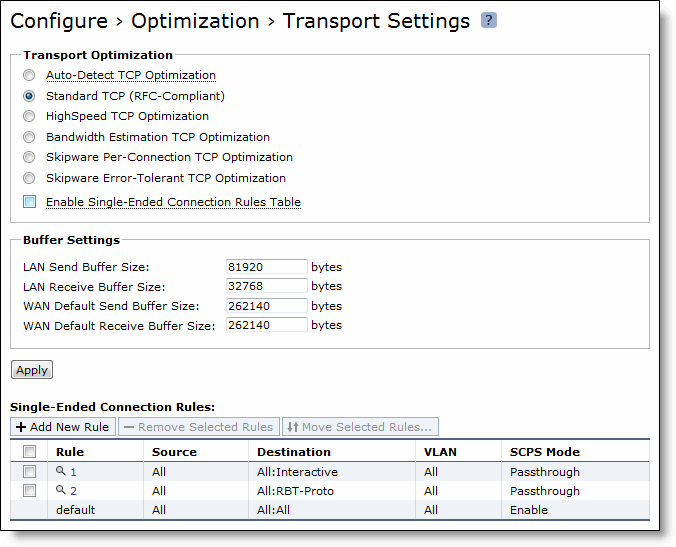 Configure › Optimization › Transport Settings ?
Transport Optimization
Auto-Detect TCP Optimization
Standard TCP (RFC-Compliant)
HighSpeed TCP Optimization
Bandwidth Estimation TCP Optimization
Skipware Per-Connection TCP Optimization
Skipware Error-Tolerant TCP Optimization
Enable Single-Ended Connection Rules Table
Buffer Settings
LAN Send Buffer Size: 81920 bytes
LAN Receive Buffer Size: 32768 bytes
WAN Default Send Buffer Size: 262140 bytes
WAN Default Receive Buffer Size: 262140 bytes
Apply
Single-Ended Connection Rules:
Add New Rule Remove Selected Rules Move Selected Rules...
Rule Source Destination VLAN SCPS Mode
1 All All:Interactive All Passthrough
2 All All:RBT-Proto All Passthrough
default All All:All All Enable